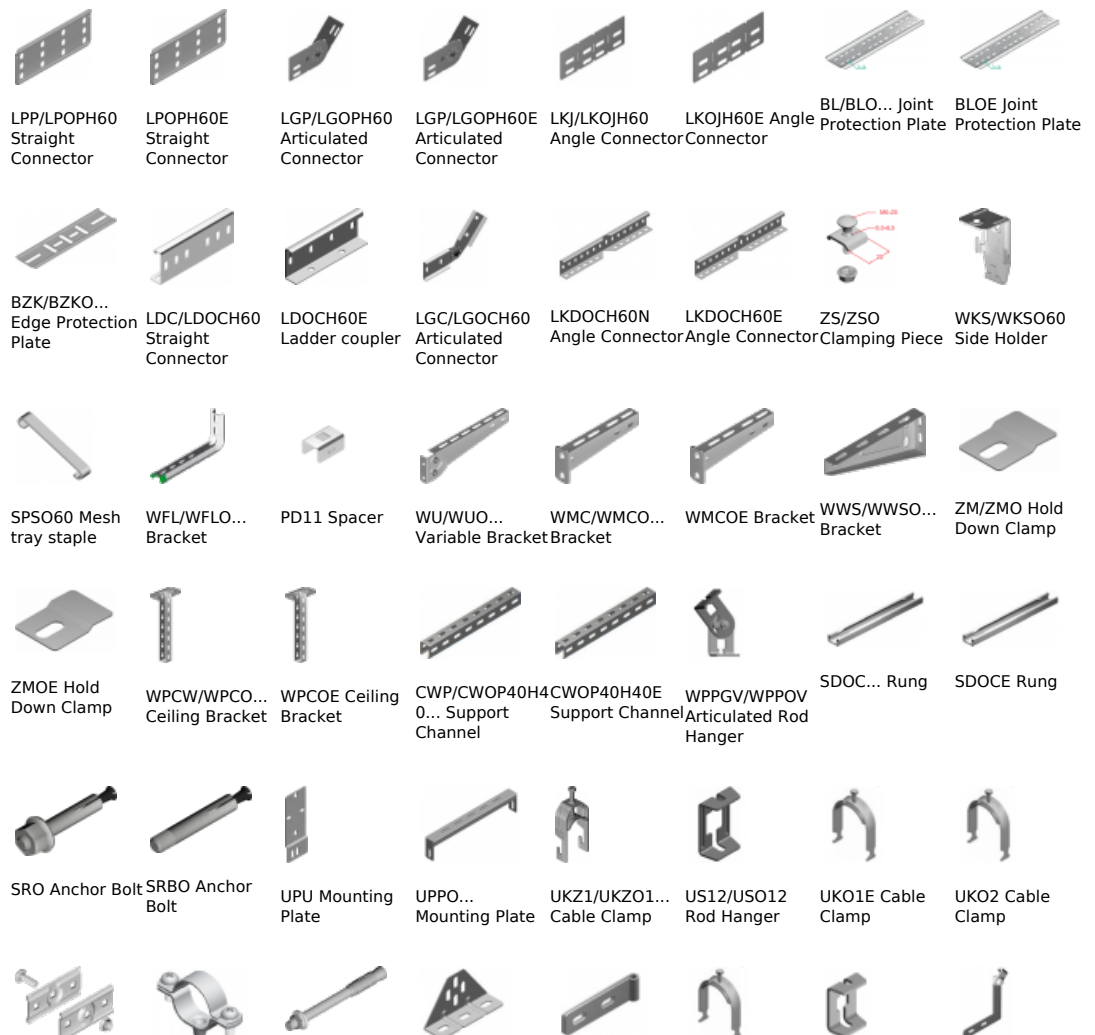 LPP/LPOPH60
Straight
Connector
LPOPH60E
Straight
Connector
LGP/LGOPH60
Articulated
Connector
LGP/LGOPH60E
Articulated
Connector
LKJ/LKOJH60
Angle Connector
LKOJH60E Angle
Connector
BL/BLO... Joint
Protection Plate
BLOE Joint
Protection Plate
BZK/BZKO...
Edge Protection
Plate
LDC/LDOCH60
Straight
Connector
LDOCH60E
Ladder coupler
LGC/LGOCH60
Articulated
Connector
LKDOCH60N
Angle Connector
LKDOCH60E
Angle Connector
ZS/ZSO
Clamping Piece
WKS/WKSO60
Side Holder
SPSO60 Mesh
tray staple
WFL/WFLO...
Bracket
PD11 Spacer
WU/WUO...
Variable Bracket
WMC/WMCO...
Bracket
WMCOE Bracket
WWS/WWSO...
Bracket
ZM/ZMO Hold
Down Clamp
ZMOE Hold
Down Clamp
WPCW/WPCO...
Ceiling Bracket
WPCOE Ceiling
Bracket
CWP/CWOP40H4
0... Support
Channel
CWOP40H40E
Support Channel
WPPGV/WPPOV
Articulated Rod
Hanger
SDOC... Rung
SDOCE Rung
SRO Anchor Bolt
SRBO Anchor
Bolt
UPU Mounting
Plate
UPPO...
Mounting Plate
UKZ1/UKZO1...
Cable Clamp
US12/USO12
Rod Hanger
UKO1E Cable
Clamp
UKO2 Cable
Clamp